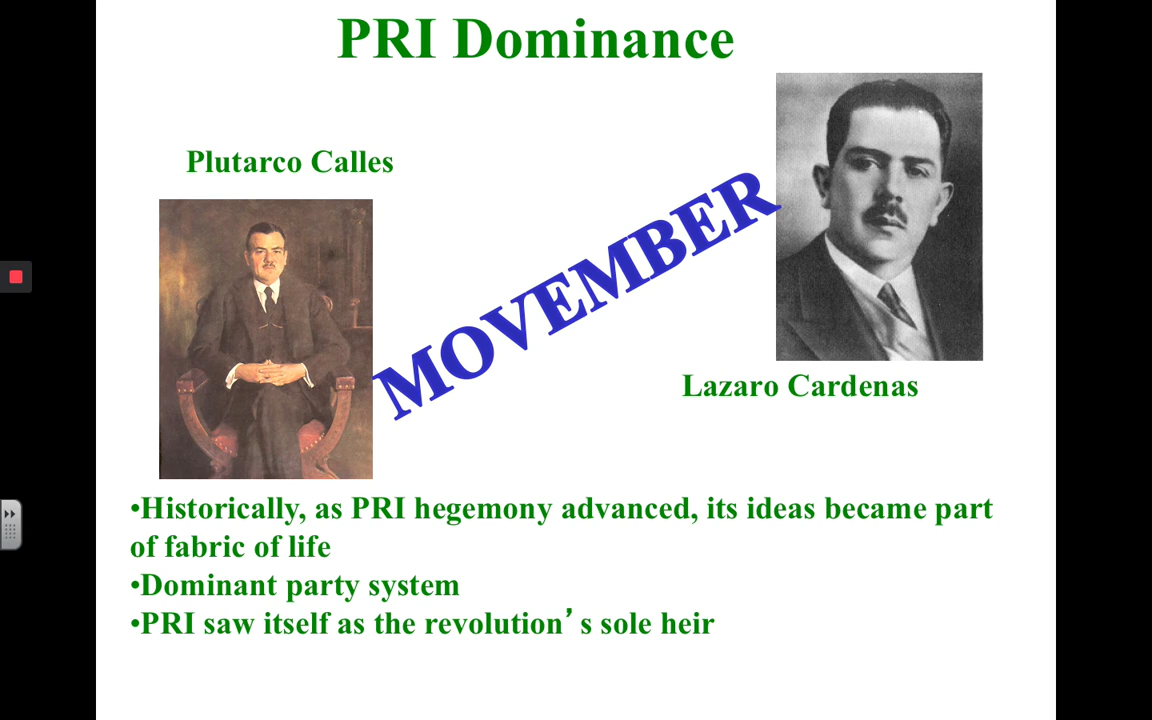 PRI Dominance
Plutarco Calles
MOVEMBER
Lazaro Cardenas
•Historically, as PRI hegemony advanced, its ideas became part
of fabric of life
•Dominant party system
•PRI saw itself as the revolution’s sole heir